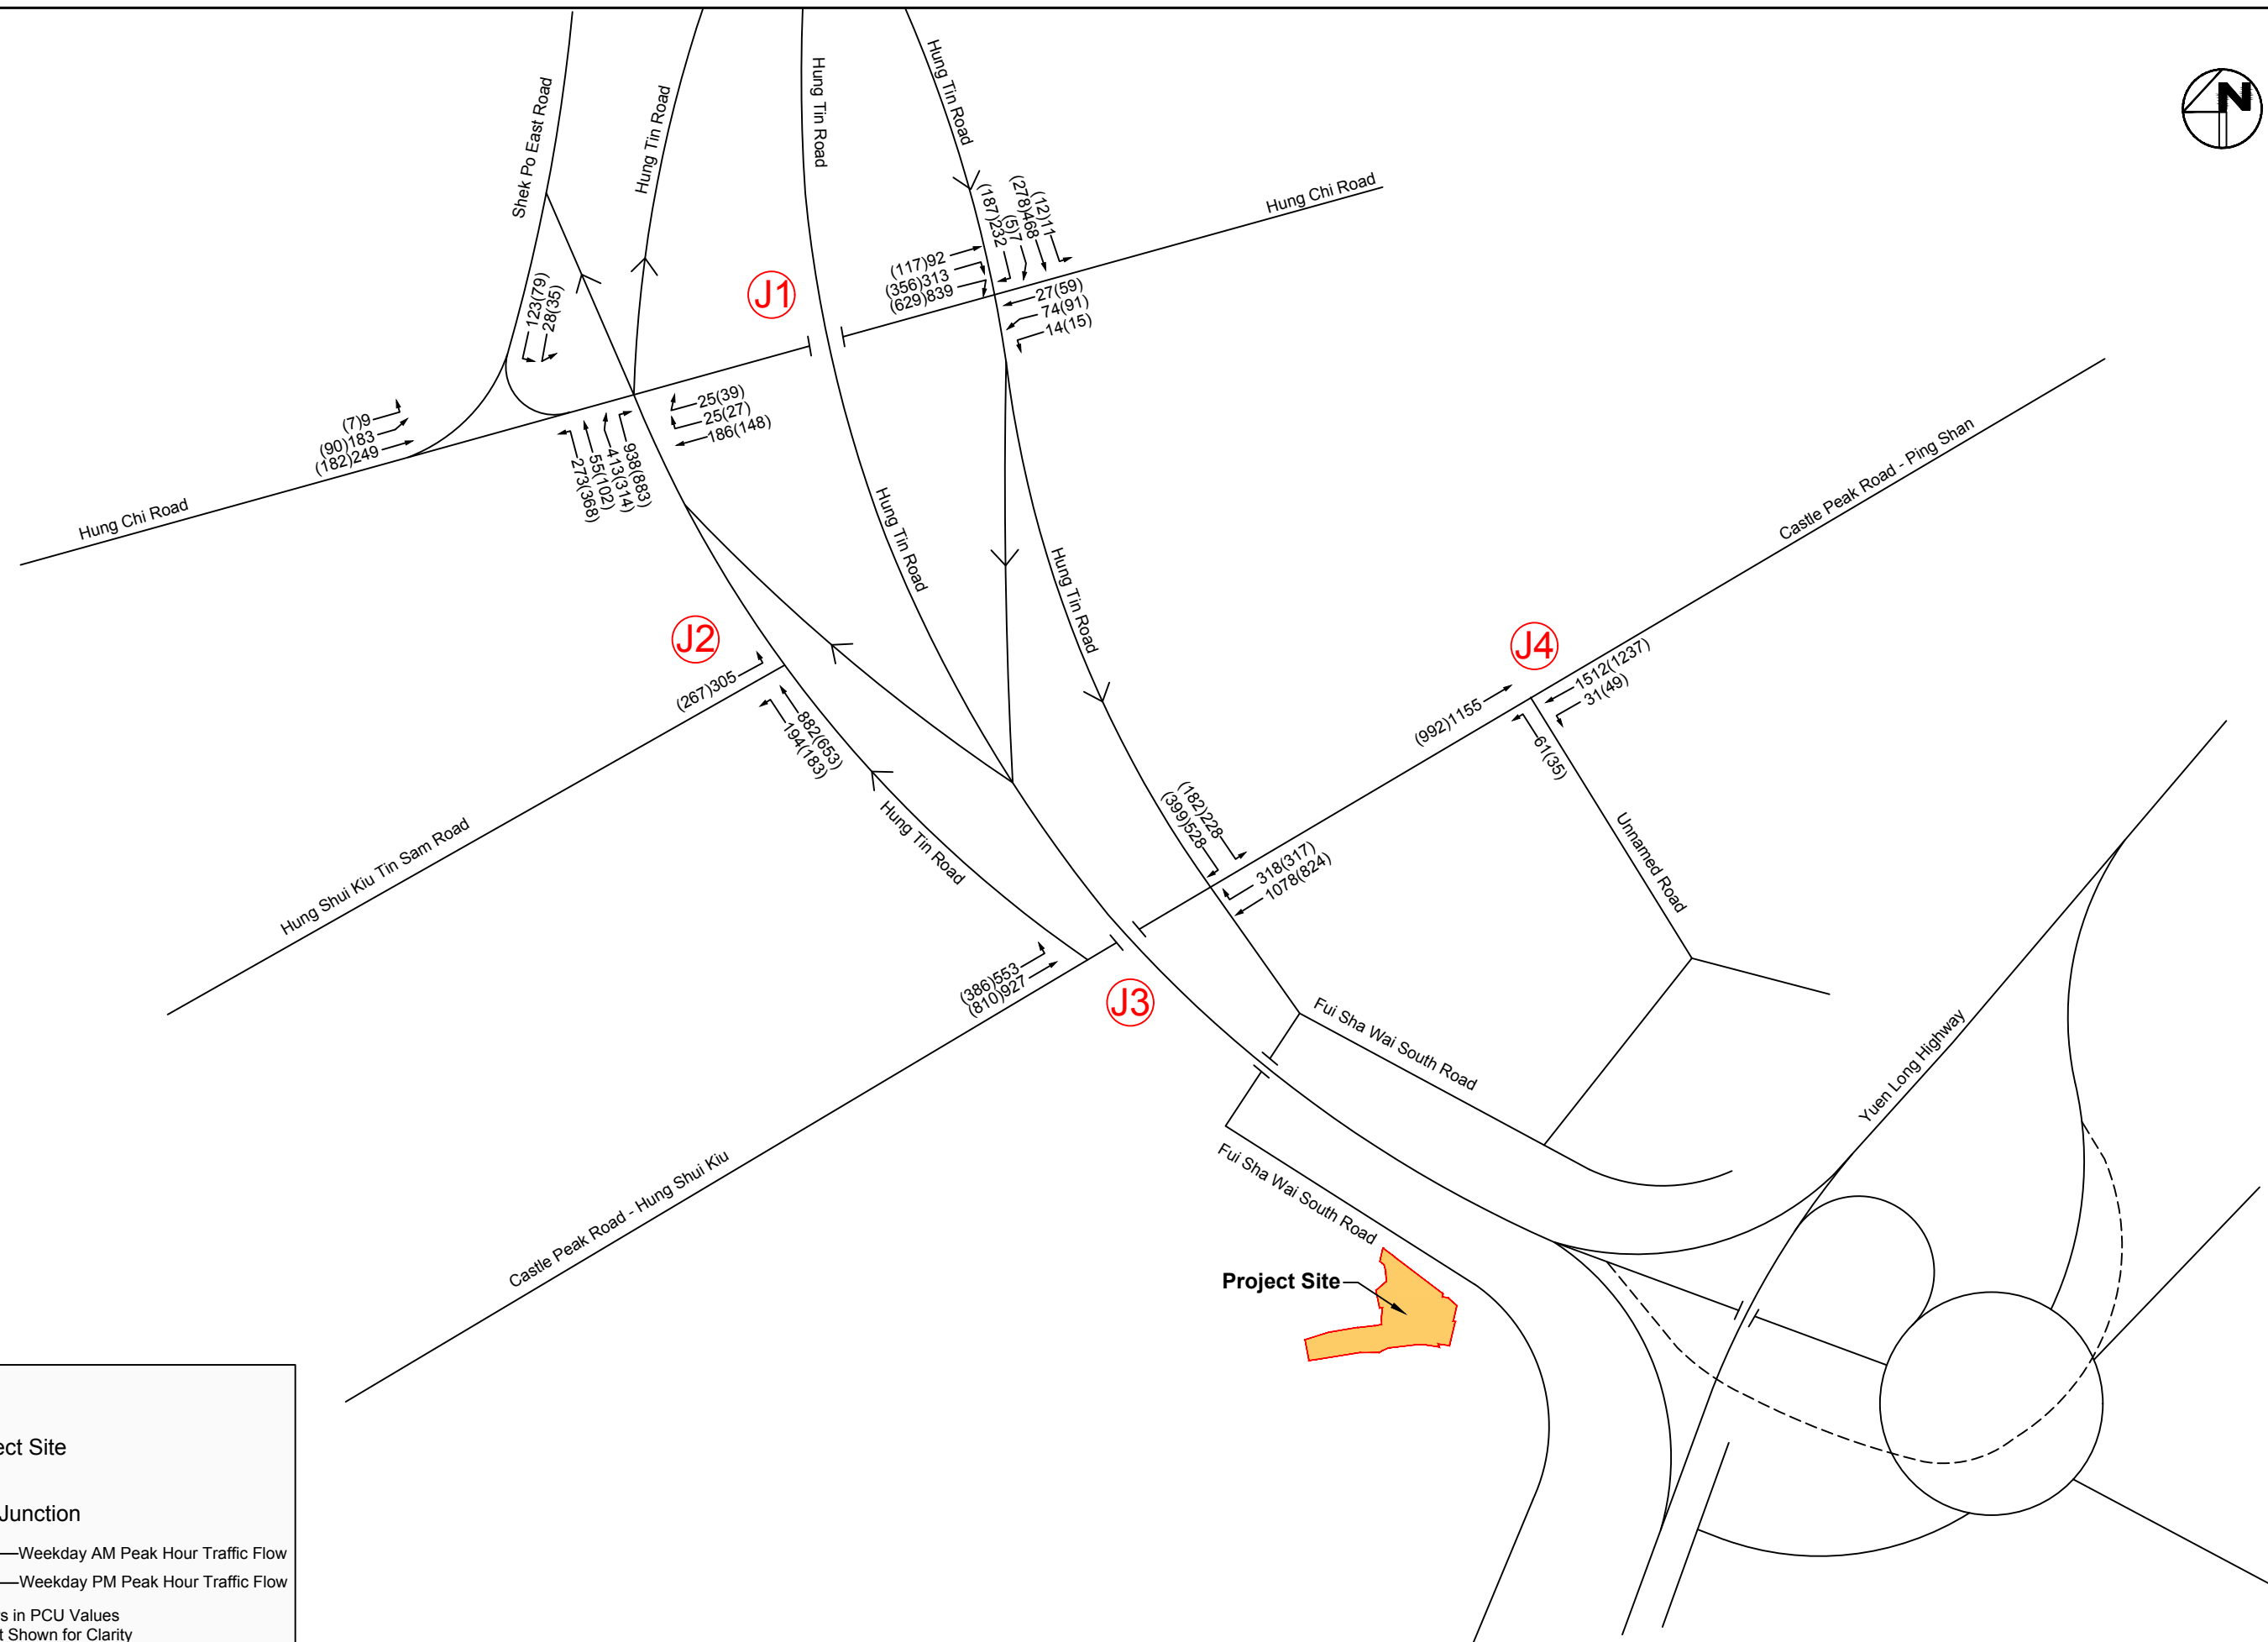 Hung Tin Road
Hung Tin Road
Hung Tin Road
Shek Po East Road
N
(187)232
(5)7
(278)468
(12)11
Hung Chi Road
(117)92
(356)313
(629)839
27(59)
74(91)
14(15)
J1
123(79)
28(35)
(7)9
(90)183
(182)249
25(39)
25(27)
186(148)
273(368)
55(102)
413(314)
938(883)
Hung Chi Road
Hung Tin Road
Hung Tin Road
Castle Peak Road - Ping Shan
J2
(267)305
882(653)
194(183)
J4
(992)1155
1512(1237)
31(49)
61(35)
Hung Tin Road
(182)228
(399)528
318(317)
1078(824)
Unnamed Road
Hung Shui Kiu Tin Sam Road
(386)553
(810)927
J3
Fui Sha Wai South Road
Yuen Long Highway
Fui Sha Wai South Road
Castle Peak Road - Hung Shui Kiu
Project Site
Site
Junction
Weekday AM Peak Hour Traffic Flow
Weekday PM Peak Hour Traffic Flow
in PCU Values
Shown for Clarity